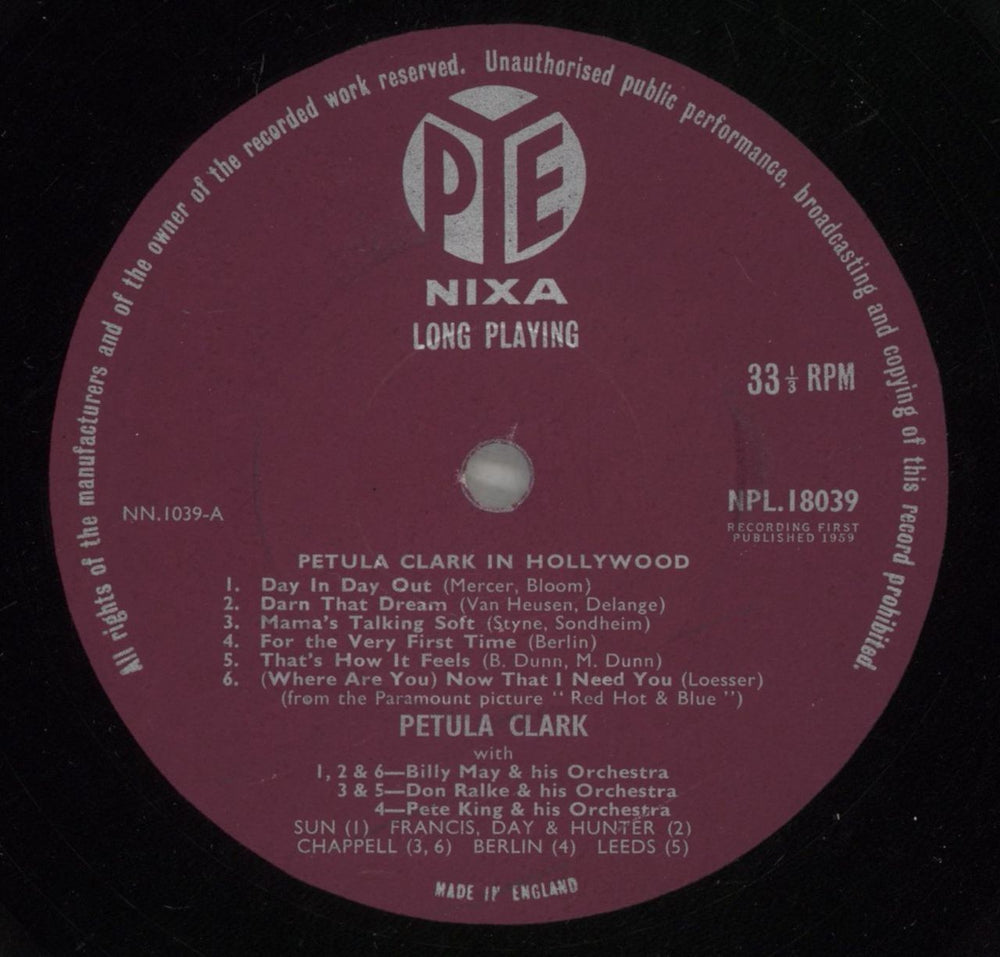 All rights of the manufacturers and of the owner of the recorded work reserved. Unauthorised public performance, broadcasting and copying of this record prohibited.
PYE
NIXA
LONG PLAYING
33⅓ RPM
NN.1039-A
NPL.18039
RECORDING FIRST
PUBLISHED 1959
PETULA CLARK IN HOLLYWOOD
1. Day In Day Out (Mercer, Bloom)
2. Darn That Dream (Van Heusen, Delange)
3. Mama's Talking Soft (Styne, Sondheim)
4. For the Very First Time (Berlin)
5. That's How It Feels (B. Dunn, M. Dunn)
6. (Where Are You) Now That I Need You (Loesser)
(from the Paramount picture " Red Hot & Blue ")
PETULA CLARK
with
1, 2 & 6—Billy May & his Orchestra
3 & 5—Don Ralke & his Orchestra
4—Pete King & his Orchestra
SUN (1) FRANCIS, DAY & HUNTER (2)
CHAPPELL (3, 6) BERLIN (4) LEEDS (5)
MADE IN ENGLAND